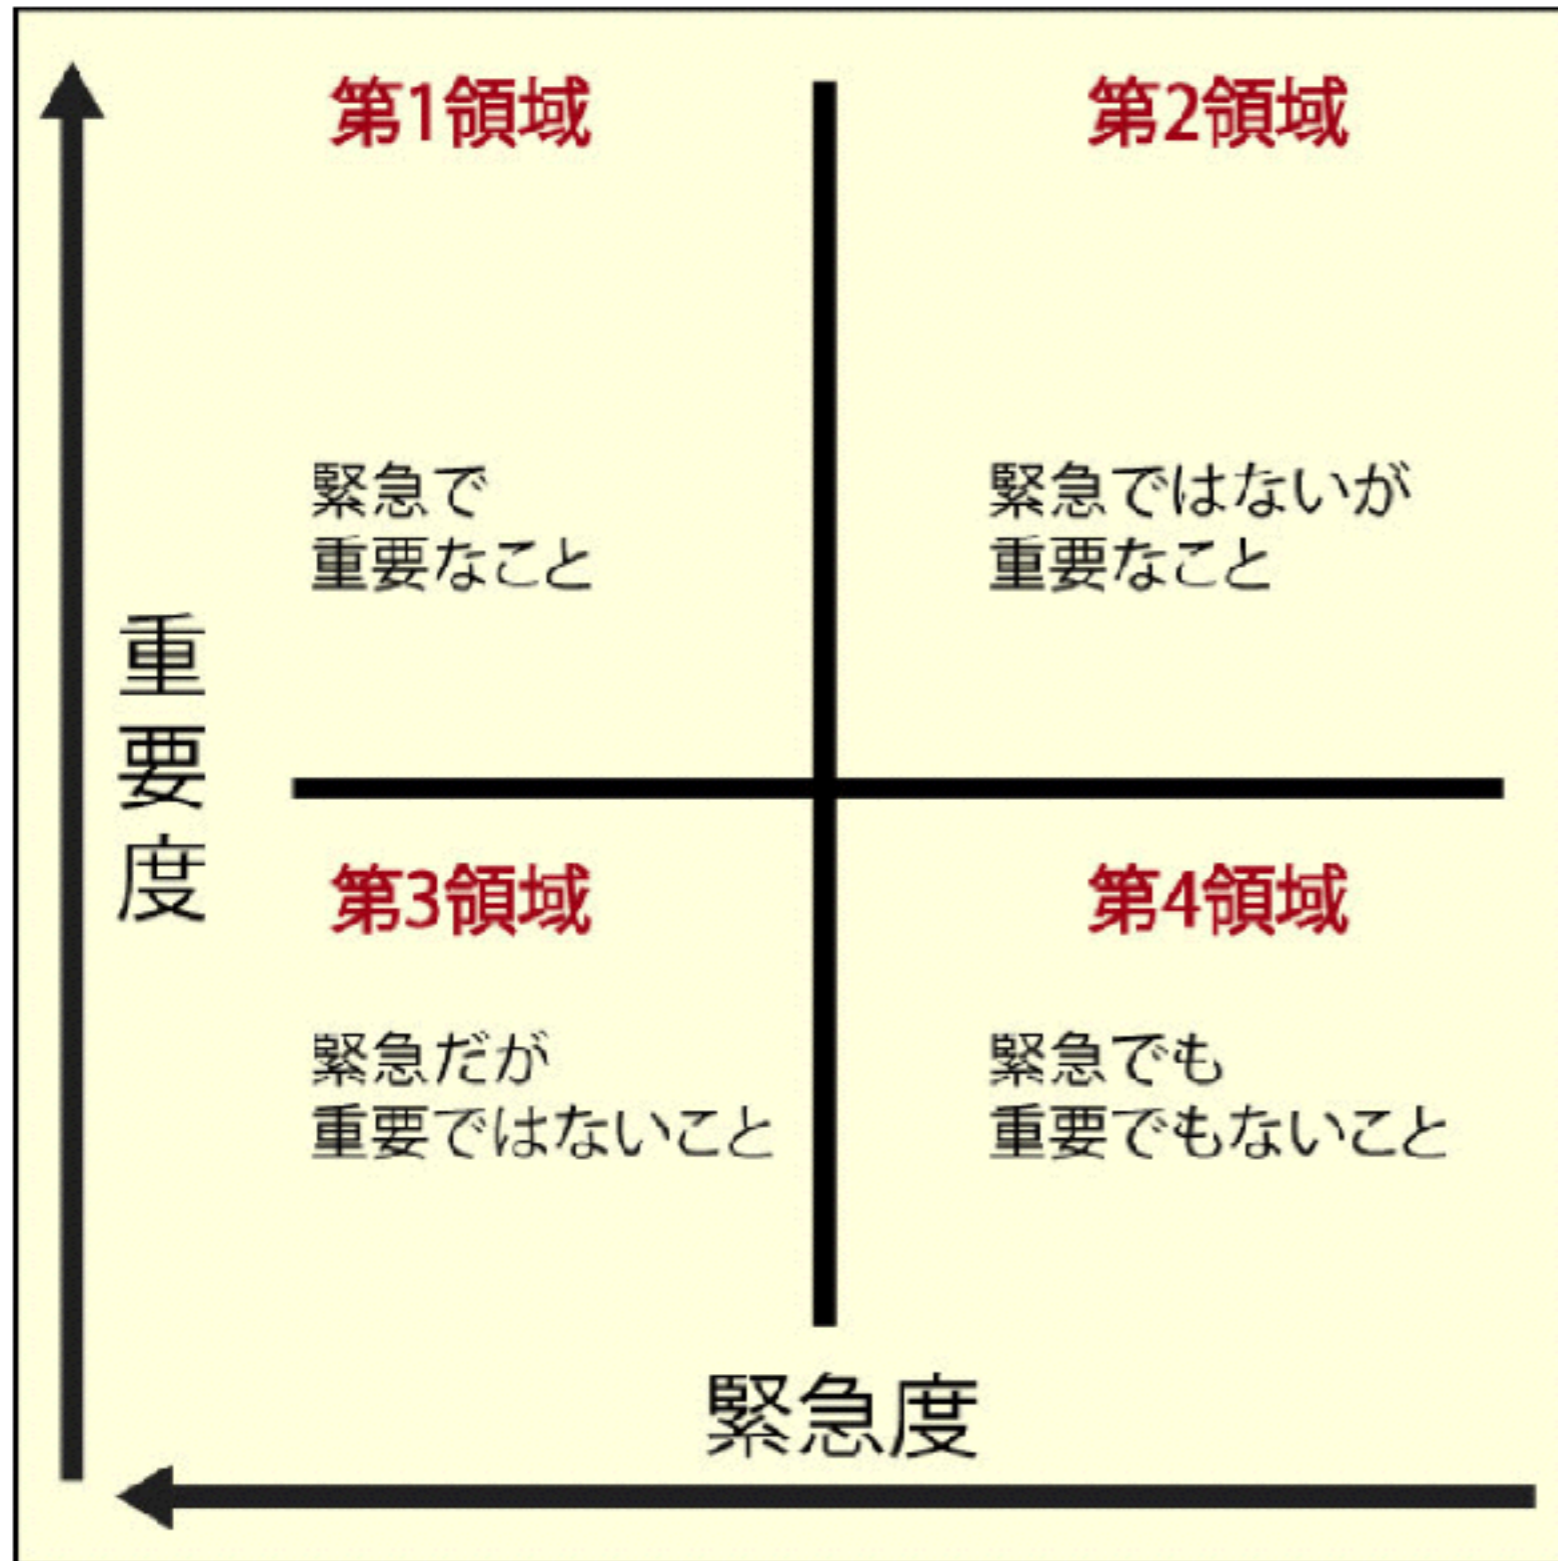 第1領域
第2領域
緊急で
重要なこと
緊急ではないが
重要なこと
重要度
第3領域
第4領域
緊急だが
重要ではないこと
緊急でも
重要でもないこと
緊急度